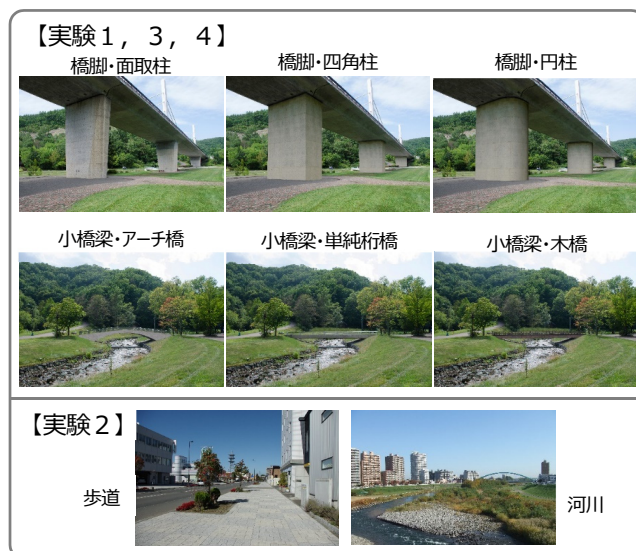 【実験１，３，４】
橋脚・面取柱
橋脚・四角柱
橋脚・円柱
小橋梁・アーチ橋
小橋梁・単純桁橋
小橋梁・木橋
【実験２】
歩道
河川